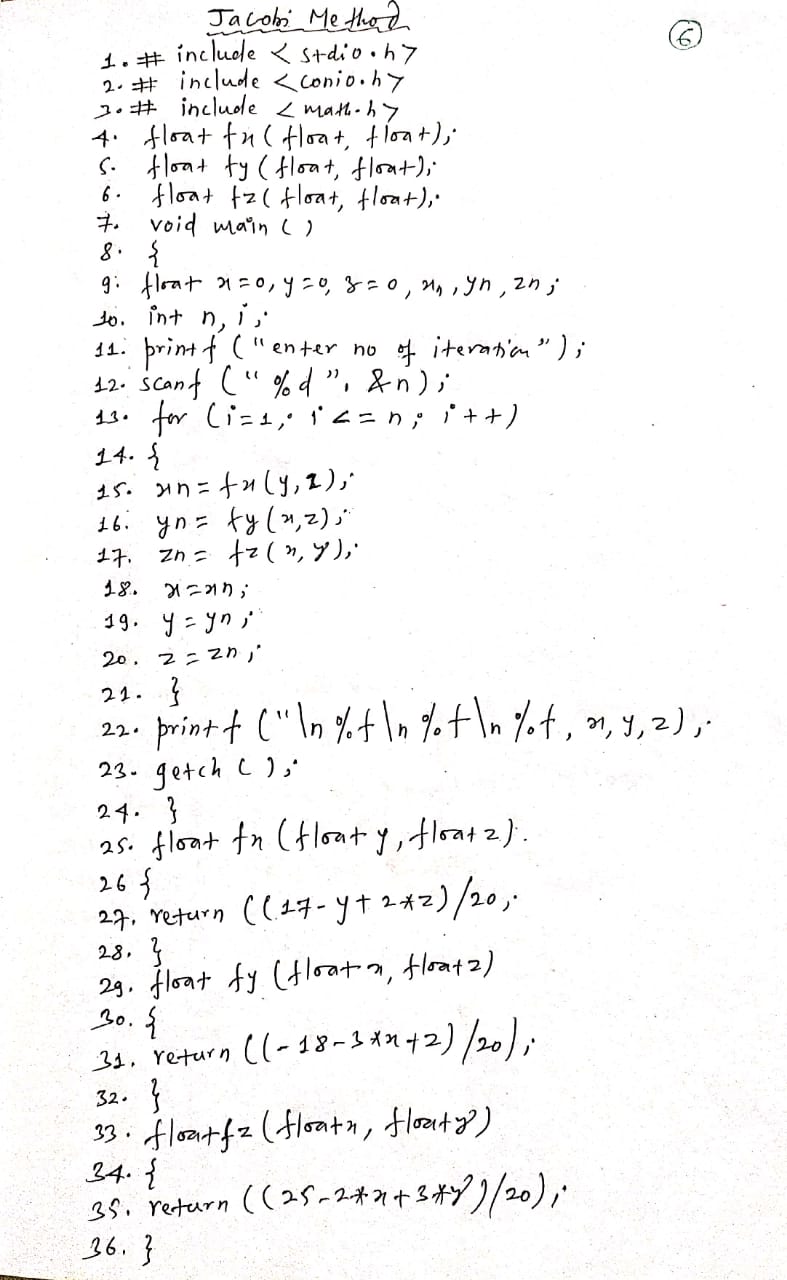 Jacobi Method
6
1. # include < stdio.h>
2. # include <conio.h>
3. # include < math.h>
4. float fx ( float, float);
5. float fy ( float, float);
6. float fz ( float, float);
7. void main ( )
8. {
9. float x=0, y=0, z=0, xn, yn, zn;
10. int n, i;
11. printf ("enter no of iteration");
12. scanf ("%d", &n);
13. for (i=1; i<=n; i++)
14. {
15. xn = fx(y,z);
16. yn = fy(x,z);
17. zn = fz(x, y);
18. x=xn;
19. y=yn;
20. z=zn;
21. }
22. printf ("\n %f\n %f\n %f, x, y, z);
23. getch ( );
24. }
25. float fx (float y, float z).
26 {
27. return ((17-y+2*z)/20;
28. }
29. float fy (float x, float z)
30. {
31. return ((-18-3*x+z)/20);
32. }
33. float fz (float x, float y)
34. {
35. return ((25-2*x+3*y)/20);
36. }